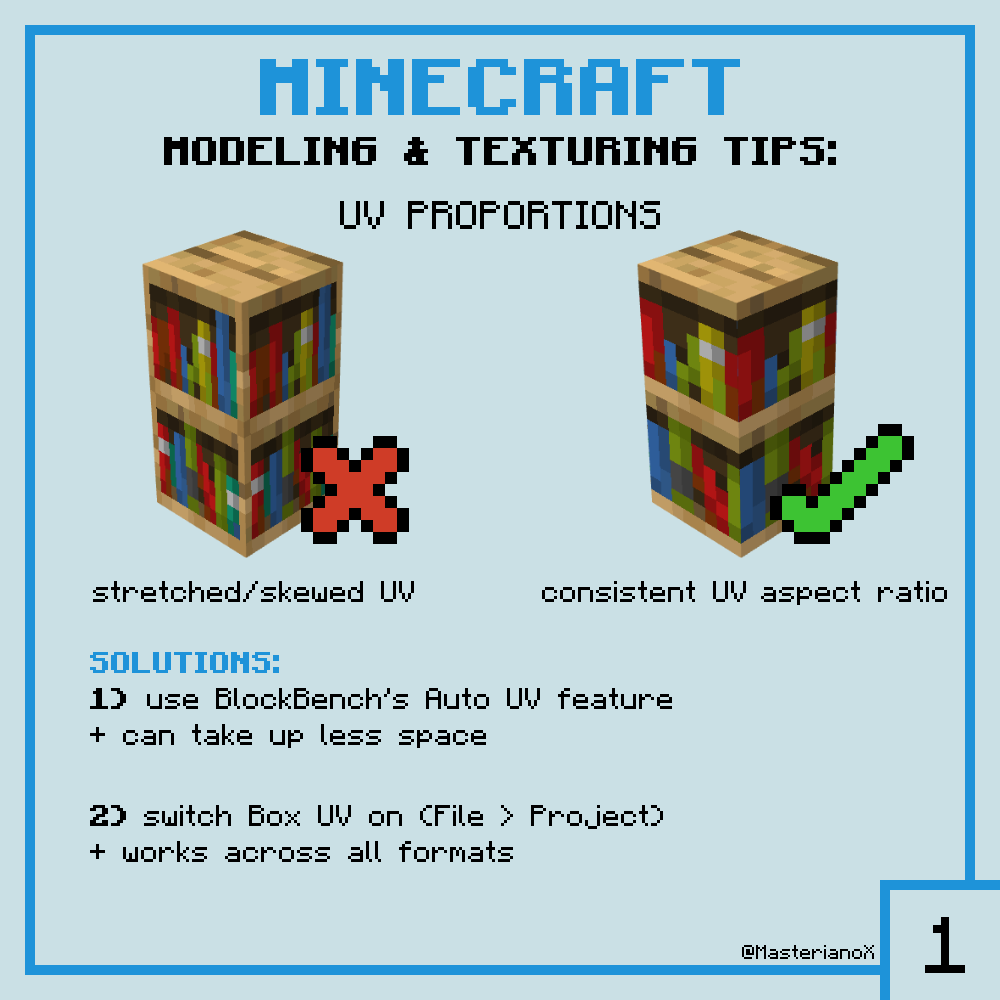 MINECRAFT
MODELING & TEXTURING TIPS:
UV PROPORTIONS
stretched/skewed UV
consistent UV aspect ratio
SOLUTIONS:
1) use BlockBench's Auto UV feature
+ can take up less space
2) switch Box UV on (File > Project)
+ works across all formats
@MasterianoX
1